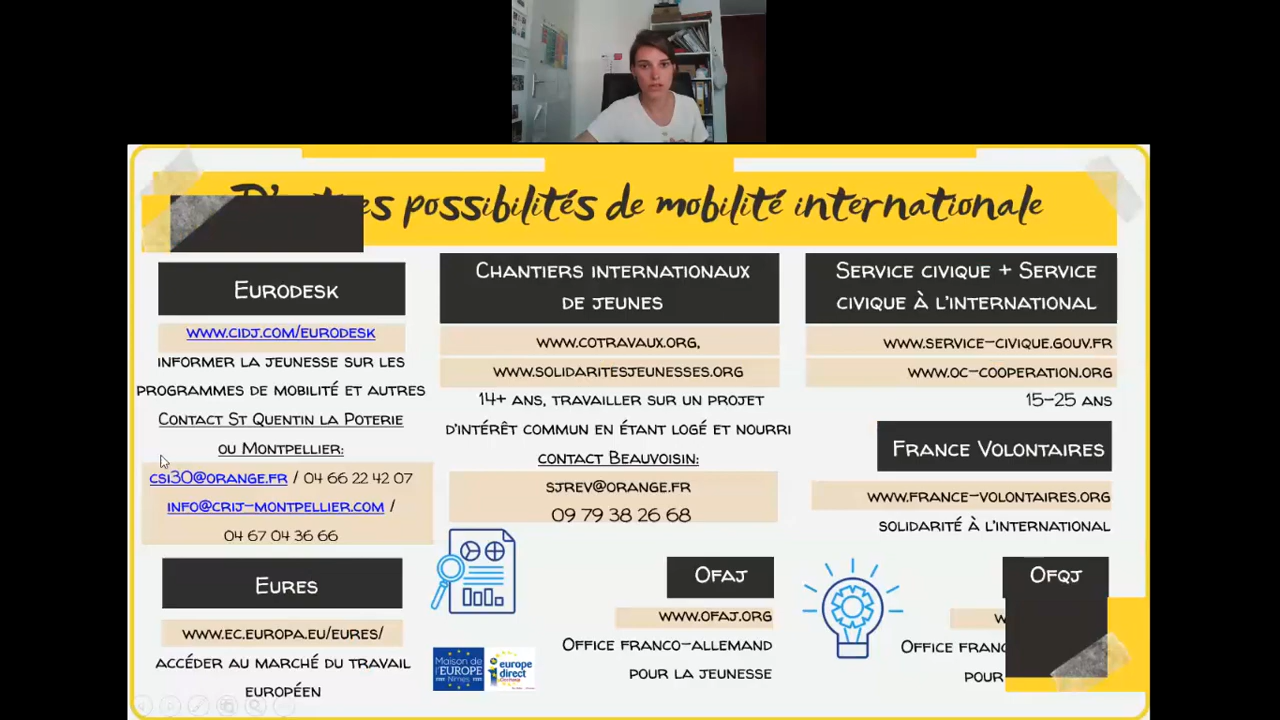 possibilités de mobilité internationale
EURODESK
WWW.CIDJ.COM/EURODESK
INFORMER LA JEUNESSE SUR LES
PROGRAMMES DE MOBILITÉ ET AUTRES
CONTACT ST QUENTIN LA POTERIE
OU MONTPELLIER:
CSI30@ORANGE.FR / 04 66 22 42 07
INFO@CRIJ-MONTPELLIER.COM /
04 67 04 36 66
EURES
WWW.EC.EUROPA.EU/EURES/
ACCÉDER AU MARCHÉ DU TRAVAIL
EUROPÉEN
CHANTIERS INTERNATIONAUX
DE JEUNES
WWW.COTRAVAUX.ORG,
WWW.SOLIDARITESJEUNESSES.ORG
14+ ANS, TRAVAILLER SUR UN PROJET
D'INTÉRÊT COMMUN EN ÉTANT LOGÉ ET NOURRI
CONTACT BEAUVOISIN:
SJREV@ORANGE.FR
09 79 38 26 68
OFAJ
WWW.OFAJ.ORG
OFFICE FRANCO-ALLEMAND
POUR LA JEUNESSE
Maison de
l'EUROPE
Nîmes
europe
direct
SERVICE CIVIQUE + SERVICE
CIVIQUE À L'INTERNATIONAL
WWW.SERVICE-CIVIQUE.GOUV.FR
WWW.OC-COOPERATION.ORG
15-25 ANS
FRANCE VOLONTAIRES
WWW.FRANCE-VOLONTAIRES.ORG
SOLIDARITÉ À L'INTERNATIONAL
OFQJ
OFFICE
POUR